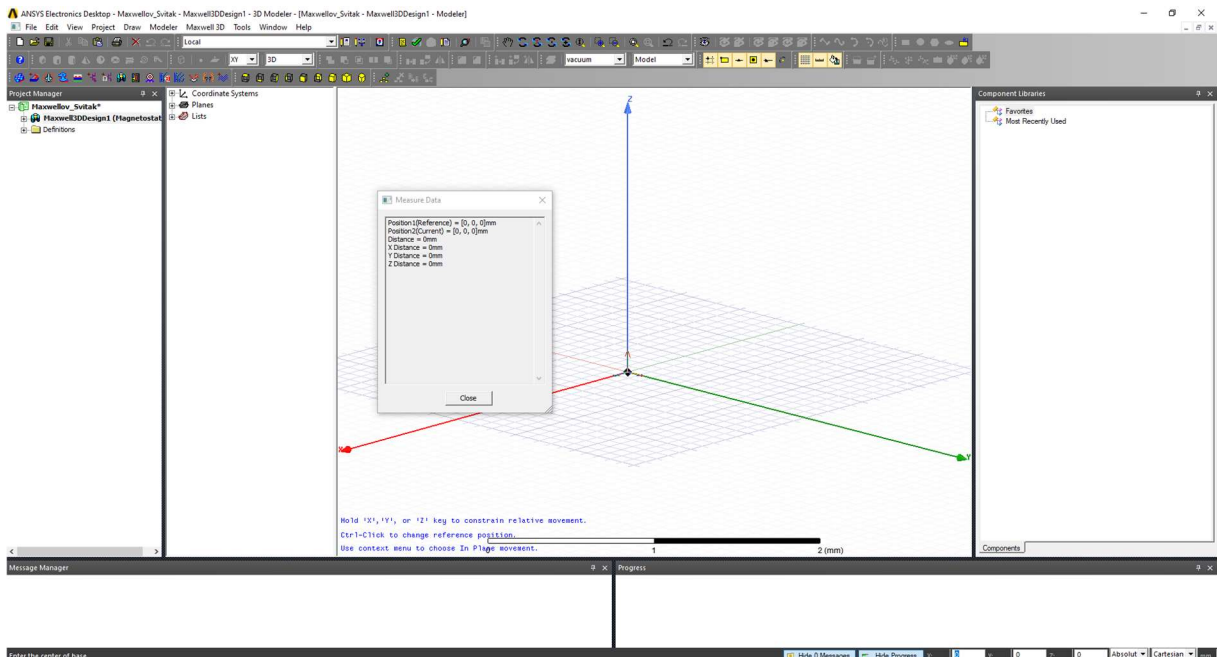 ANSYS Electronics Desktop - Maxwellov_Svitak - Maxwell3DDesign1 - 3D Modeler - [Maxwellov_Svitak - Maxwell3DDesign1 - Modeler]
File Edit View Project Draw Modeler Maxwell 3D Tools Window Help
Local
XY 3D vacuum Model
Project Manager
Maxwellov_Svitak*
Maxwell3DDesign1 (Magnetostat
Definitions
Coordinate Systems
Planes
Lists
Z
Measure Data
Position1(Reference) = [0, 0, 0]mm
Position2(Current) = [0, 0, 0]mm
Distance = 0mm
X Distance = 0mm
Y Distance = 0mm
Z Distance = 0mm
Close
X
Y
Hold 'X','Y', or 'Z' key to constrain relative movement.
Ctrl-Click to change reference position.
Use context menu to choose In Plane movement.
0 1 2 (mm)
Component Libraries
Favorites
Most Recently Used
Components
Message Manager
Progress
Enter the center of base
Hide 0 Messages Hide Progress X: 0 Y: 0 Z: 0 Absolut Cartesian mm